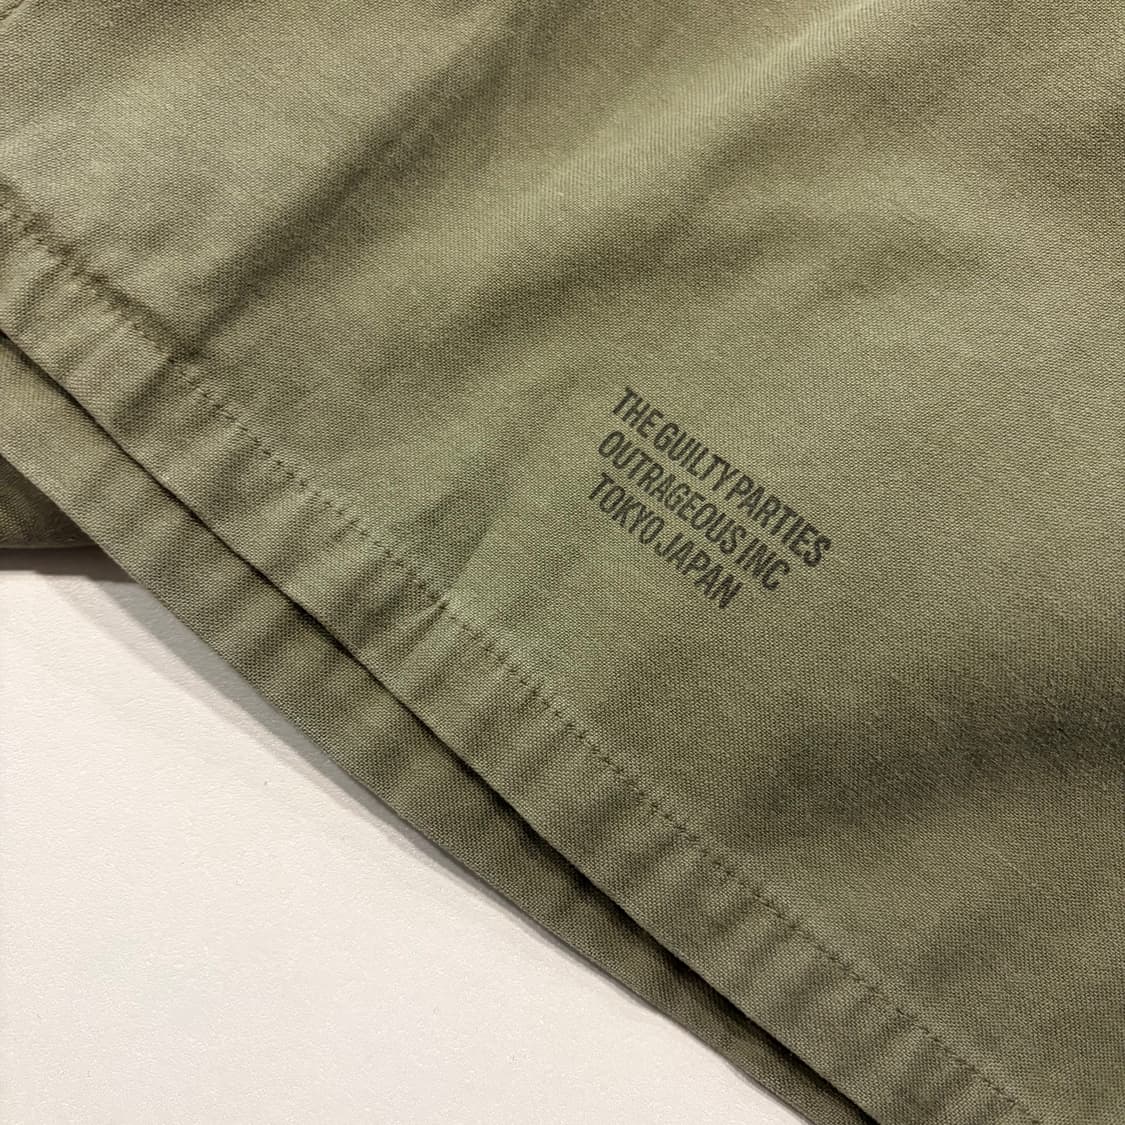 THE GUILTY PARTIES
OUTRAGEOUS INC
TOKYO.JAPAN